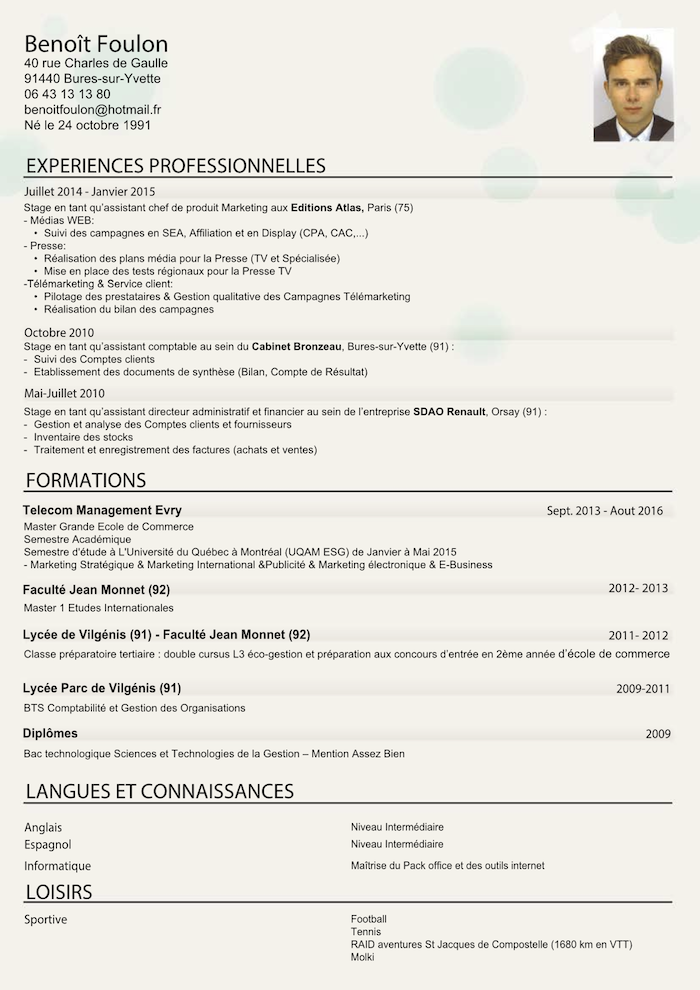 Benoît Foulon
40 rue Charles de Gaulle
91440 Bures-sur-Yvette
06 43 13 13 80
benoitfoulon@hotmail.fr
Né le 24 octobre 1991
EXPERIENCES PROFESSIONNELLES
Juillet 2014 - Janvier 2015
Stage en tant qu'assistant chef de produit Marketing aux Editions Atlas, Paris (75)
- Médias WEB:
• Suivi des campagnes en SEA, Affiliation et en Display (CPA, CAC,...)
- Presse:
• Réalisation des plans média pour la Presse (TV et Spécialisée)
• Mise en place des tests régionaux pour la Presse TV
-Télémarketing & Service client:
• Pilotage des prestataires & Gestion qualitative des Campagnes Télémarketing
• Réalisation du bilan des campagnes
Octobre 2010
Stage en tant qu'assistant comptable au sein du Cabinet Bronzeau, Bures-sur-Yvette (91) :
- Suivi des Comptes clients
- Etablissement des documents de synthèse (Bilan, Compte de Résultat)
Mai-Juillet 2010
Stage en tant qu'assistant directeur administratif et financier au sein de l'entreprise SDAO Renault, Orsay (91) :
- Gestion et analyse des Comptes clients et fournisseurs
- Inventaire des stocks
- Traitement et enregistrement des factures (achats et ventes)
FORMATIONS
Telecom Management Evry Sept. 2013 - Aout 2016
Master Grande Ecole de Commerce
Semestre Académique
Semestre d'étude à L'Université du Québec à Montréal (UQAM ESG) de Janvier à Mai 2015
- Marketing Stratégique & Marketing International &Publicité & Marketing électronique & E-Business
Faculté Jean Monnet (92) 2012- 2013
Master 1 Etudes Internationales
Lycée de Vilgénis (91) - Faculté Jean Monnet (92) 2011- 2012
Classe préparatoire tertiaire : double cursus L3 éco-gestion et préparation aux concours d'entrée en 2ème année d'école de commerce
Lycée Parc de Vilgénis (91) 2009-2011
BTS Comptabilité et Gestion des Organisations
Diplômes 2009
Bac technologique Sciences et Technologies de la Gestion – Mention Assez Bien
LANGUES ET CONNAISSANCES
Anglais Niveau Intermédiaire
Espagnol Niveau Intermédiaire
Informatique Maîtrise du Pack office et des outils internet
LOISIRS
Sportive Football
Tennis
RAID aventures St Jacques de Compostelle (1680 km en VTT)
Molki